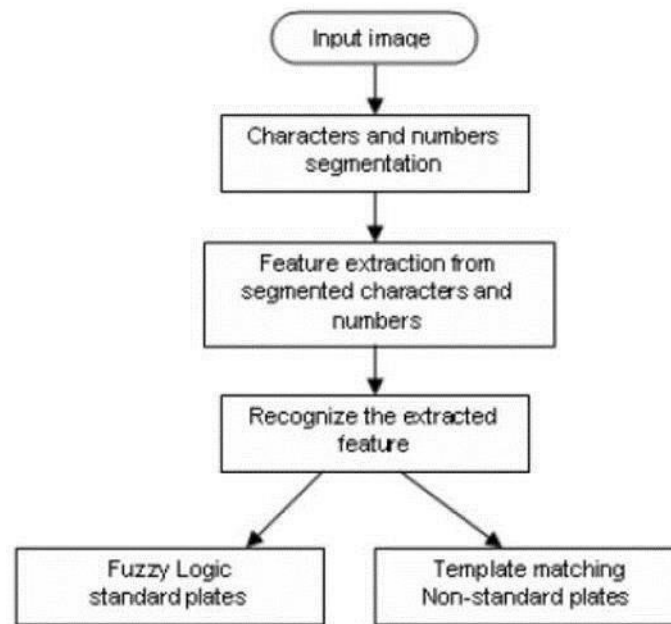 Input image
Characters and numbers
segmentation
Feature extraction from
segmented characters and
numbers
Recognize the extracted
feature
Fuzzy Logic
standard plates
Template matching
Non-standard plates